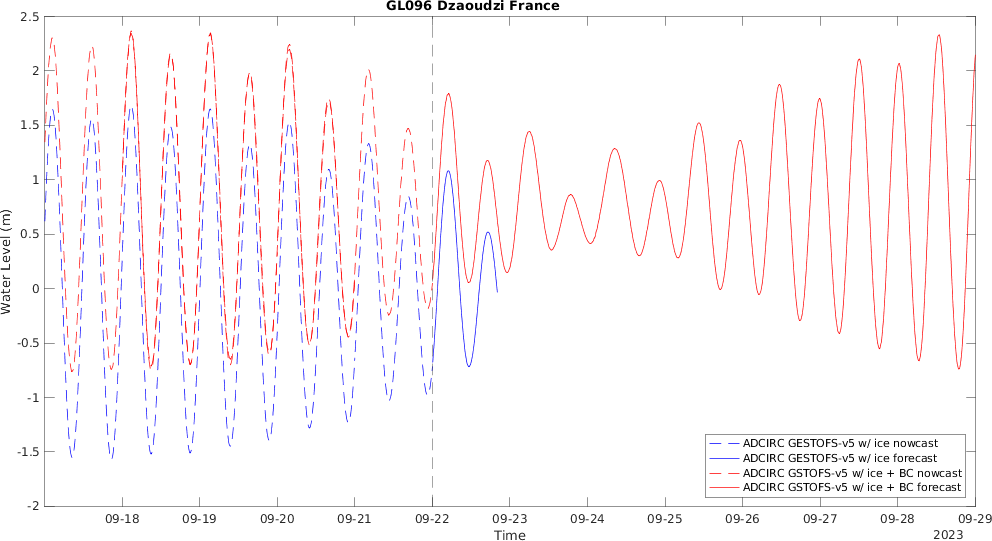 GL096 Dzaoudzi France
2.5
2
1.5
1
0.5
0
-0.5
-1
-1.5
-2
Water Level (m)
ADCIRC GESTOFS-v5 w/ ice nowcast
ADCIRC GESTOFS-v5 w/ ice forecast
ADCIRC GSTOFS-v5 w/ ice + BC nowcast
ADCIRC GSTOFS-v5 w/ ice + BC forecast
09-18 09-19 09-20 09-21 09-22 09-23 09-24 09-25 09-26 09-27 09-28 09-29
Time
2023